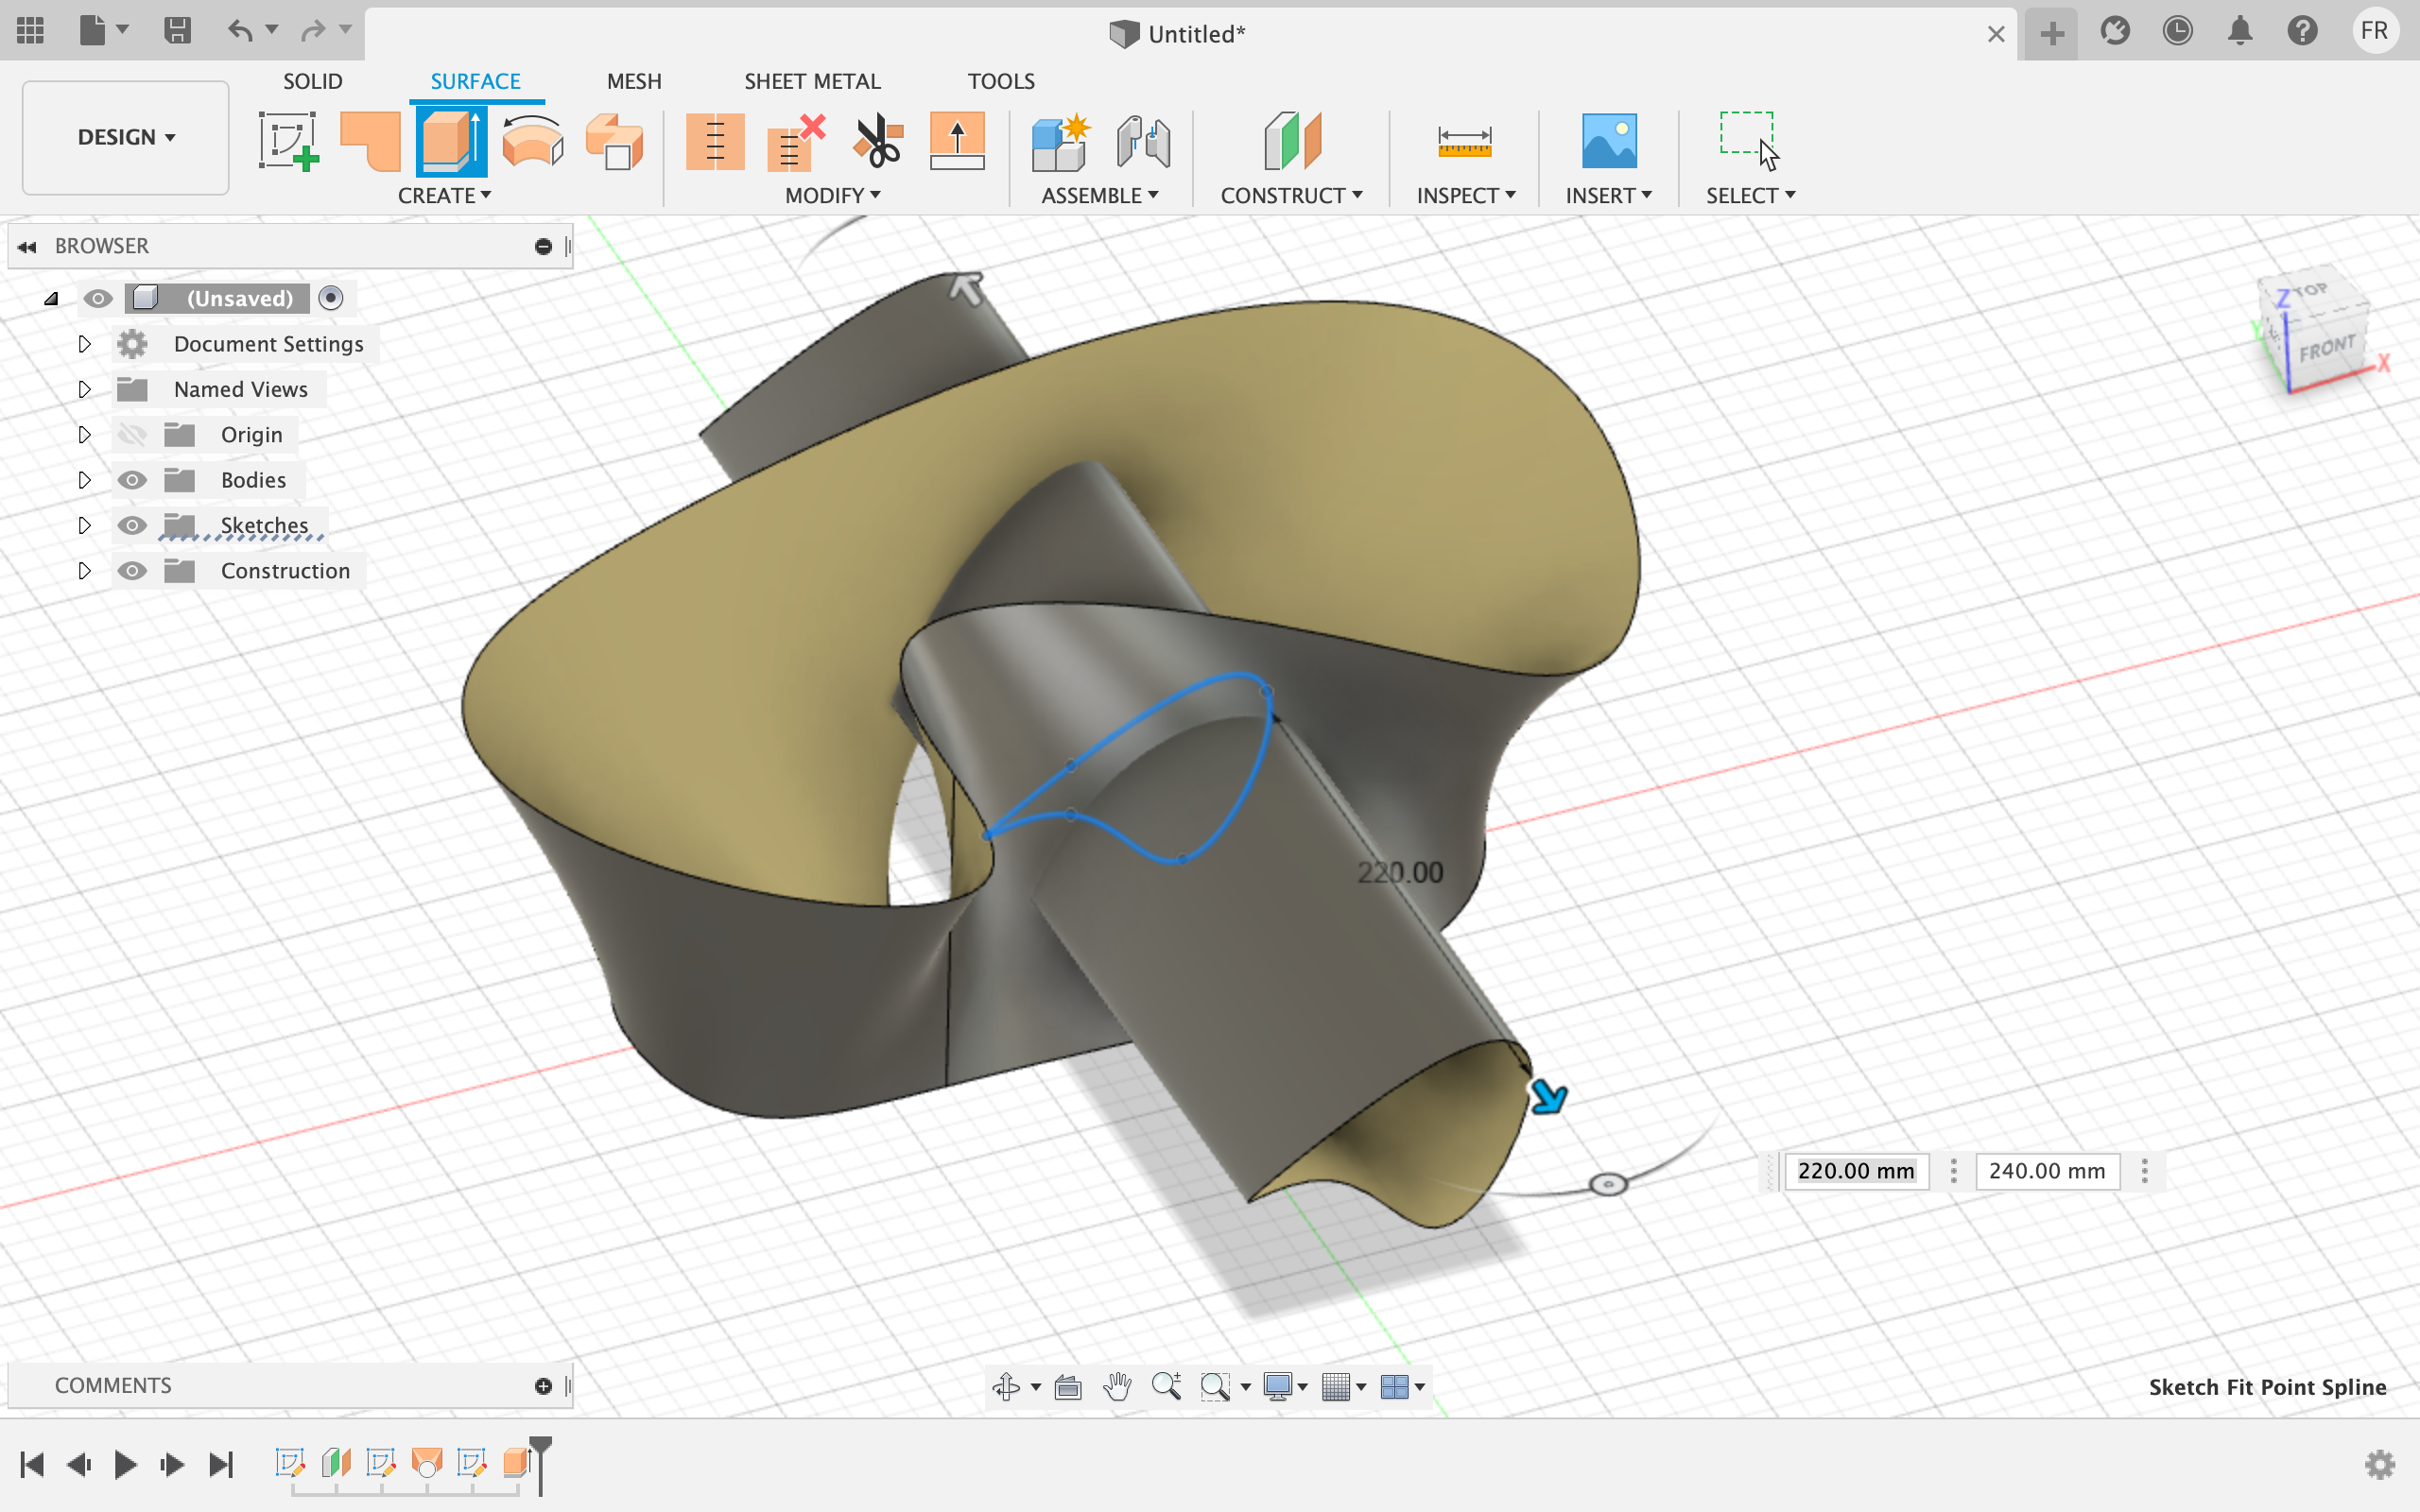 Untitled*
FR
SOLID
SURFACE
MESH
SHEET METAL
TOOLS
DESIGN
CREATE
MODIFY
ASSEMBLE
CONSTRUCT
INSPECT
INSERT
SELECT
BROWSER
(Unsaved)
Document Settings
Named Views
Origin
Bodies
Sketches
Construction
TOP
Z
Y
FRONT
X
220.00
220.00 mm
240.00 mm
COMMENTS
Sketch Fit Point Spline